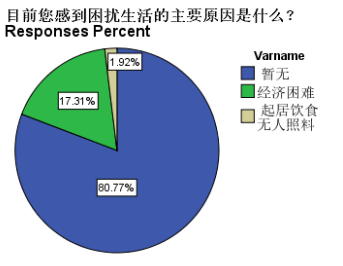 目前您感到困扰生活的主要原因是什么？
Responses Percent
1.92%
17.31%
80.77%
Varname
暂无
经济困难
起居饮食
无人照料